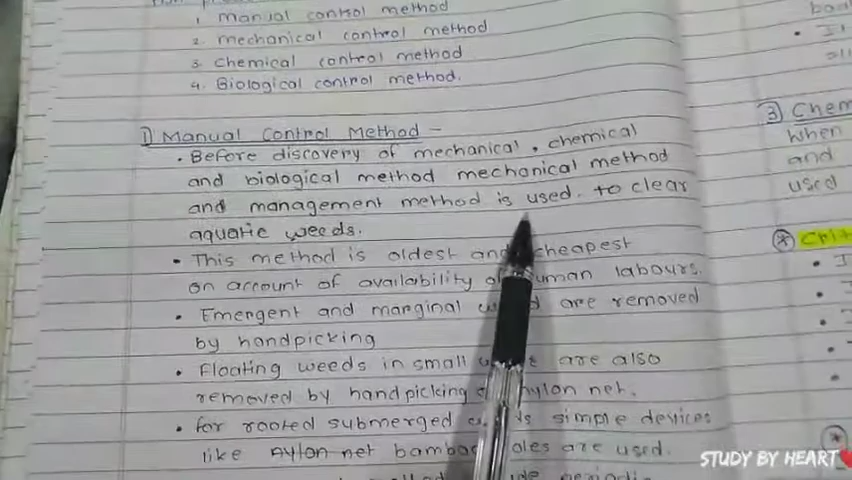 1. Manual control method
2. mechanical control method
3. chemical control method
4. Biological control method.
1) Manual Control Method -
• Before discovery of mechanical, chemical
and biological method mechanical method
and management method is used. to clear
aquatic weeds.
• This method is oldest and cheapest
on account of availability of human labours.
• Emergent and marginal are removed
by handpicking
• Floating weeds in small are also
removed by handpicking nylon net.
• for rooted submerged simple devices
like Nylon net bamboo poles are used.
3) Chem
when
and
used
STUDY BY HEART